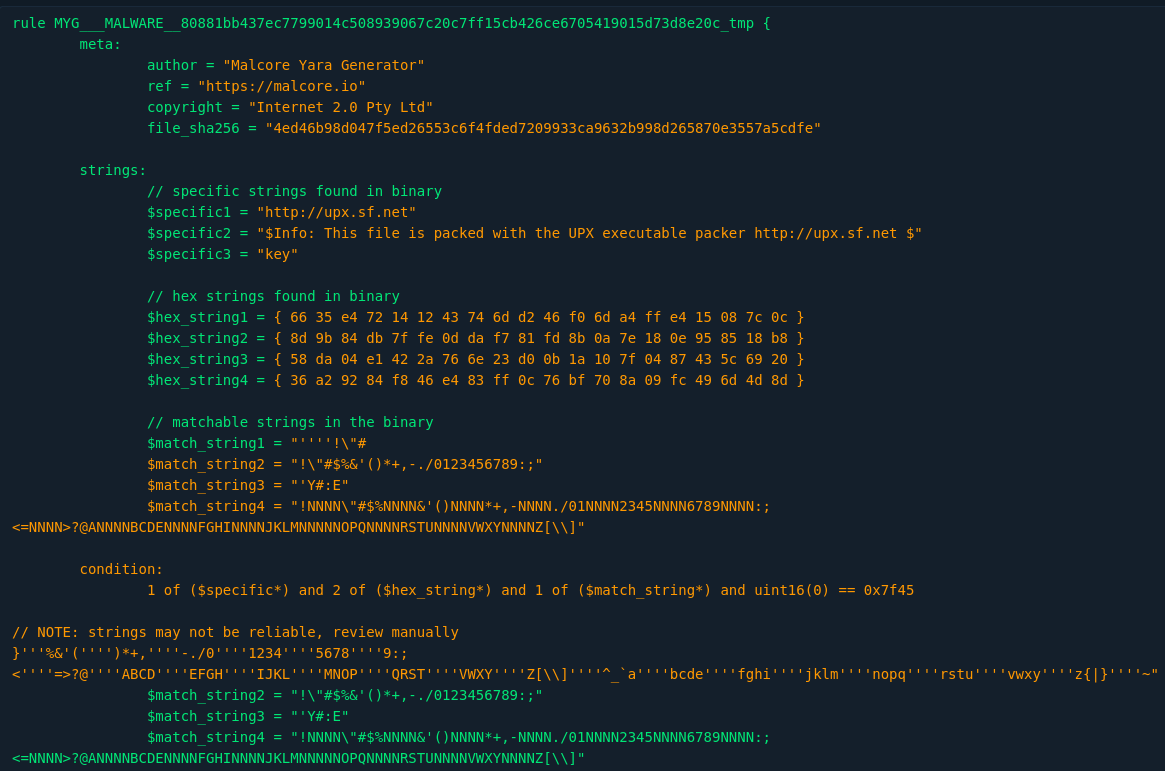 rule MYG___MALWARE__80881bb437ec7799014c508939067c20c7ff15cb426ce6705419015d73d8e20c_tmp {
meta:
author = "Malcore Yara Generator"
ref = "https://malcore.io"
copyright = "Internet 2.0 Pty Ltd"
file_sha256 = "4ed46b98d047f5ed26553c6f4fded7209933ca9632b998d265870e3557a5cdfe"
strings:
// specific strings found in binary
$specific1 = "http://upx.sf.net"
$specific2 = "$Info: This file is packed with the UPX executable packer http://upx.sf.net $"
$specific3 = "key"
// hex strings found in binary
$hex_string1 = { 66 35 e4 72 14 12 43 74 6d d2 46 f0 6d a4 ff e4 15 08 7c 0c }
$hex_string2 = { 8d 9b 84 db 7f fe 0d da f7 81 fd 8b 0a 7e 18 0e 95 85 18 b8 }
$hex_string3 = { 58 da 04 e1 42 2a 76 6e 23 d0 0b 1a 10 7f 04 87 43 5c 69 20 }
$hex_string4 = { 36 a2 92 84 f8 46 e4 83 ff 0c 76 bf 70 8a 09 fc 49 6d 4d 8d }
// matchable strings in the binary
$match_string1 = "''''!\"#
$match_string2 = "!\"#$%&'()*+,-./0123456789:;"
$match_string3 = "'Y#:E"
$match_string4 = "!NNNN\"#$%NNNN&'()NNNN*+,-NNNN./01NNNN2345NNNN6789NNNN:;
<=NNNN>?@ANNNNBCDENNNNFGHINNNNJKLMNNNNNOPQNNNNRSTUNNNNVWXYNNNNZ[\\]"
condition:
1 of ($specific*) and 2 of ($hex_string*) and 1 of ($match_string*) and uint16(0) == 0x7f45
// NOTE: strings may not be reliable, review manually
}'''%&'('''')*+,''''-./0''''1234''''5678''''9:;
<''''=>?@''''ABCD''''EFGH''''IJKL''''MNOP''''QRST''''VWXY''''Z[\\]''''^_`a''''bcde''''fghi''''jklm''''nopq''''rstu''''vwxy''''z{|}''''~"
$match_string2 = "!\"#$%&'()*+,-./0123456789:;"
$match_string3 = "'Y#:E"
$match_string4 = "!NNNN\"#$%NNNN&'()NNNN*+,-NNNN./01NNNN2345NNNN6789NNNN:;
<=NNNN>?@ANNNNBCDENNNNFGHINNNNJKLMNNNNNOPQNNNNRSTUNNNNVWXYNNNNZ[\\]"